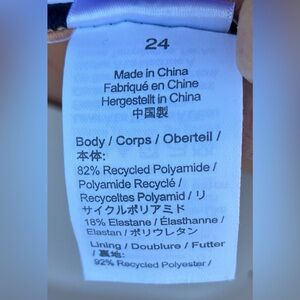 24
Made in China
Fabriqué en Chine
Hergestellt in China
中国製
Body / Corps / Oberteil /
本体:
82% Recycled Polyamide /
Polyamide Recyclé /
Recyceltes Polyamid / リ
サイクルポリアミド
18% Elastane / Élasthanne /
Elastan / ポリウレタン
Lining / Doublure / Futter
/ 裏地:
92% Recycled Polyester /